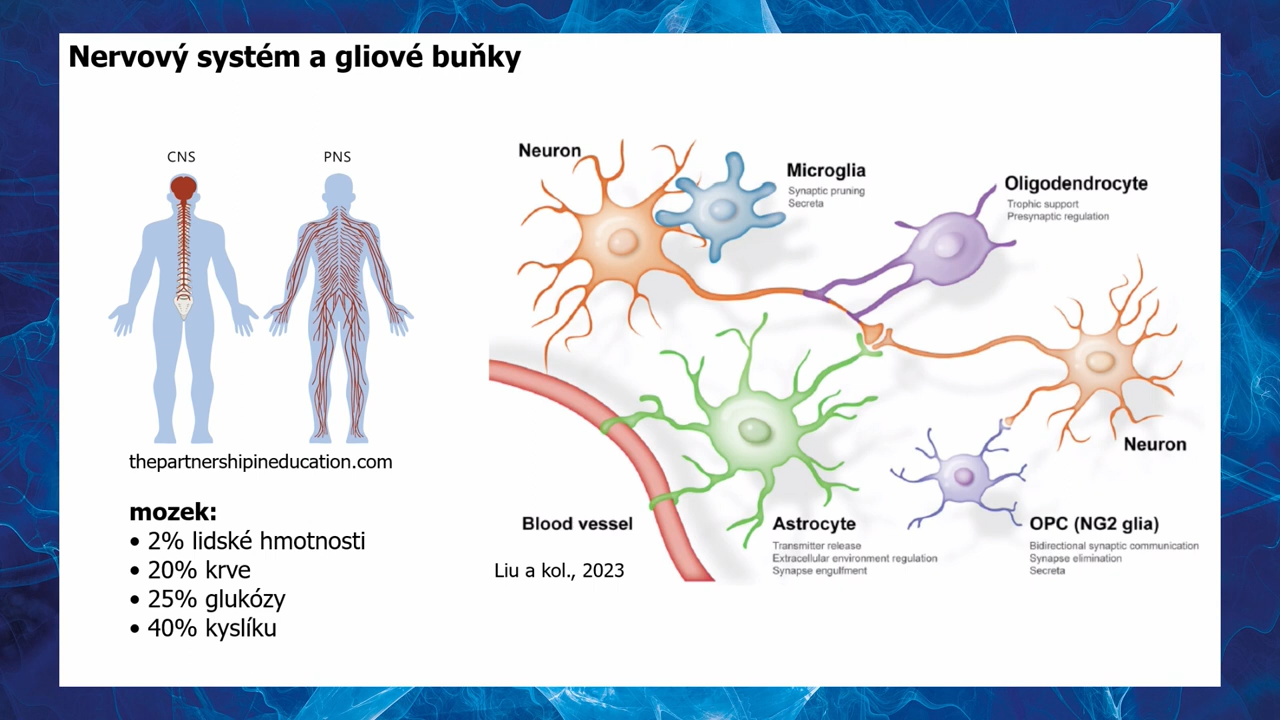 Nervový systém a gliové buňky
CNS
PNS
thepartnershipineducation.com
mozek:
• 2% lidské hmotnosti
• 20% krve
• 25% glukózy
• 40% kyslíku
Neuron
Microglia
Synaptic pruning
Secreta
Oligodendrocyte
Trophic support
Presynaptic regulation
Neuron
Blood vessel
Astrocyte
Transmitter release
Extracellular environment regulation
Synapse engulfment
OPC (NG2 glia)
Bidirectional synaptic communication
Synapse elimination
Secreta
Liu a kol., 2023